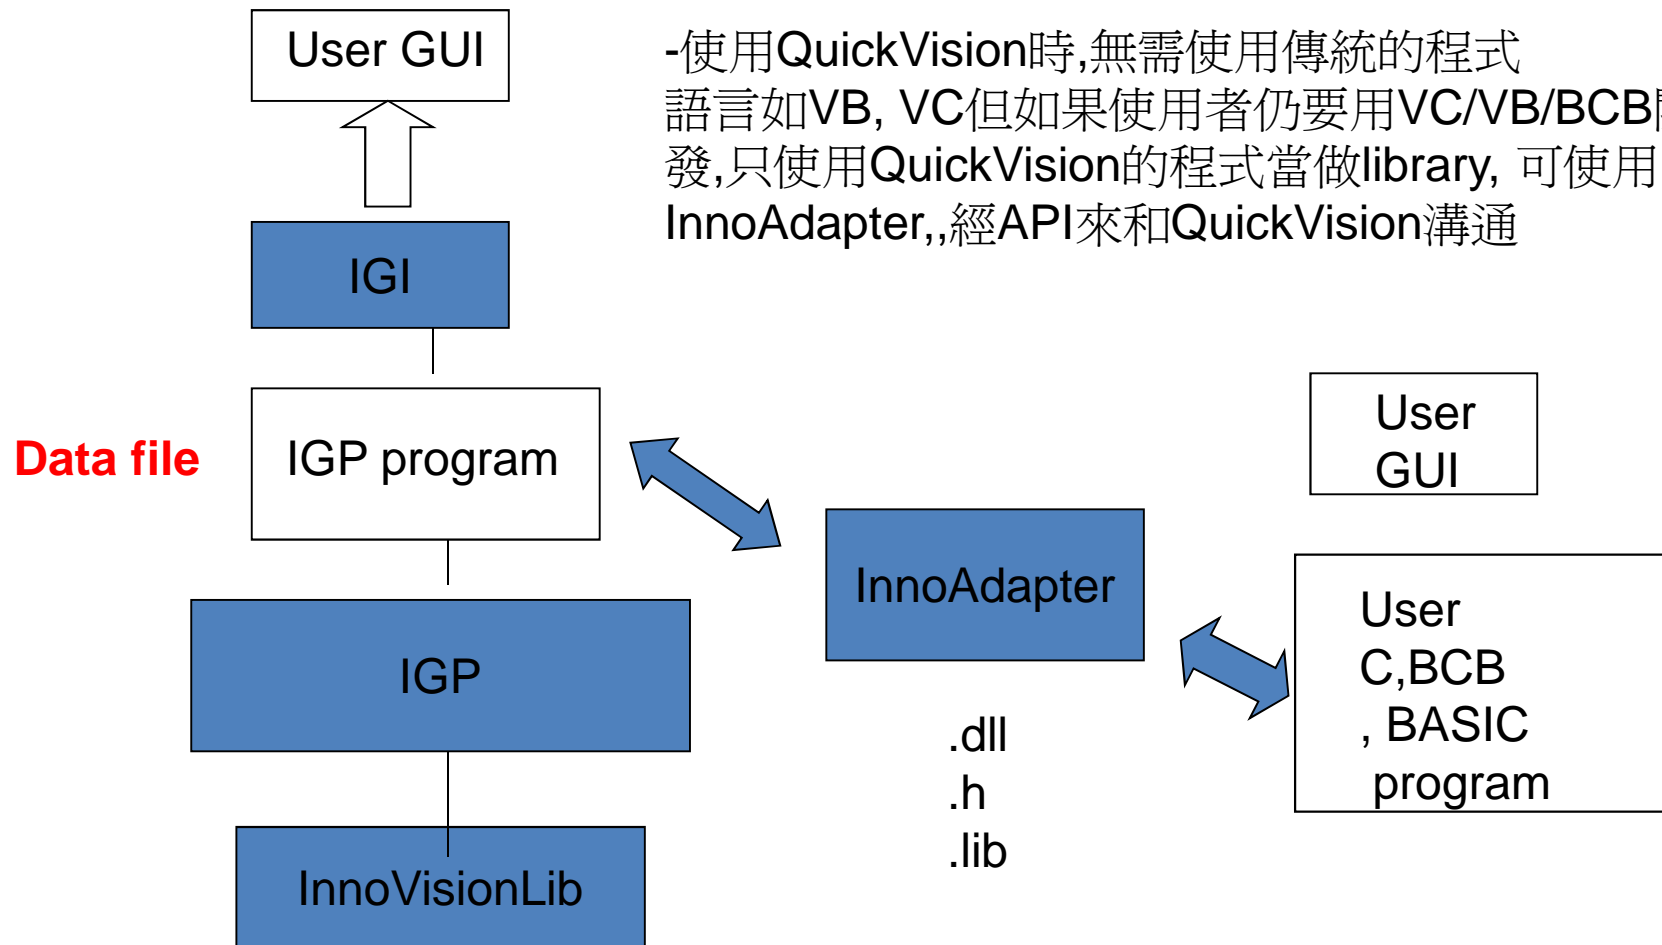 User GUI
-使用QuickVision時,無需使用傳統的程式
語言如VB, VC但如果使用者仍要用VC/VB/BCB
發,只使用QuickVision的程式當做library, 可使用
InnoAdapter,,經API來和QuickVision溝通
IGI
Data file
IGP program
User
GUI
InnoAdapter
User
C,BCB
, BASIC
program
IGP
.dll
.h
.lib
InnoVisionLib